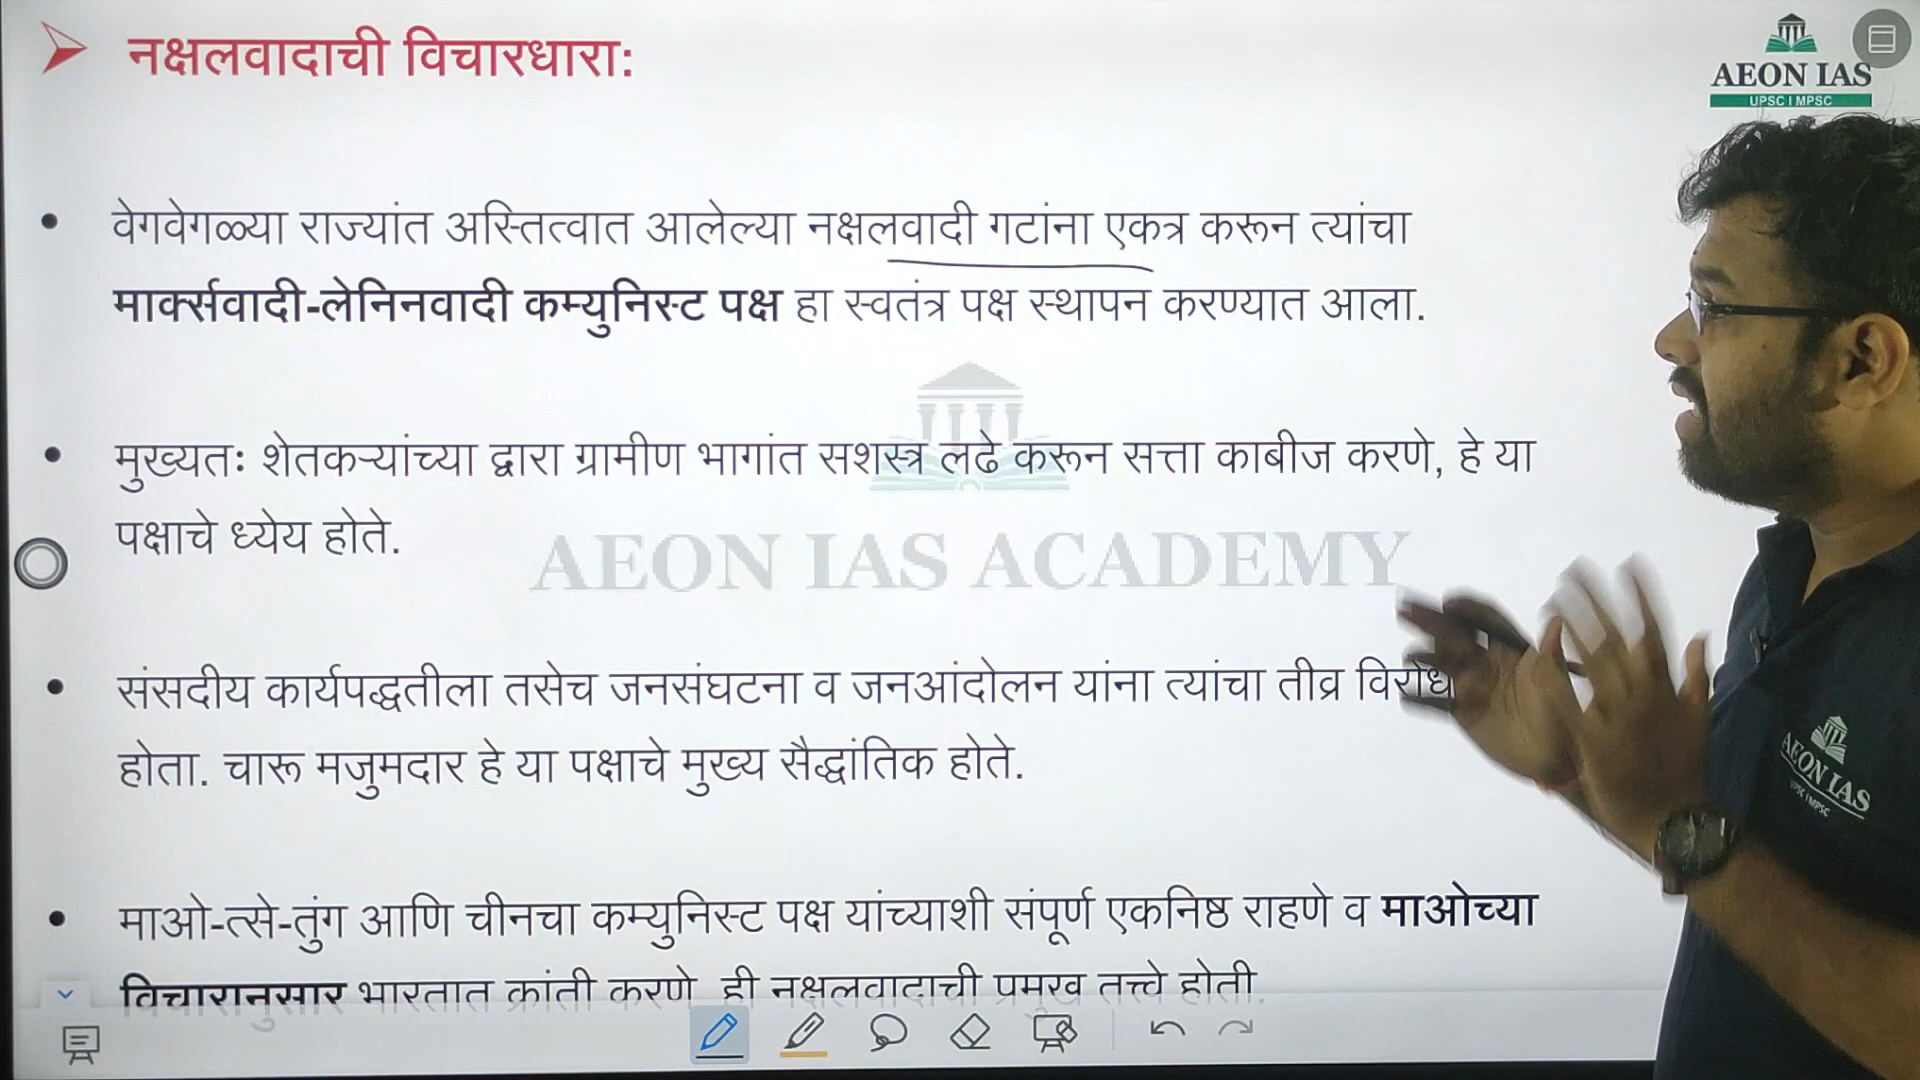 नक्षलवादाची विचारधारा:
AEON IAS
UPSC I MPSC
• वेगवेगळ्या राज्यांत अस्तित्वात आलेल्या नक्षलवादी गटांना एकत्र करून त्यांचा
मार्क्सवादी-लेनिनवादी कम्युनिस्ट पक्ष हा स्वतंत्र पक्ष स्थापन करण्यात आला.
• मुख्यतः शेतकऱ्यांच्या द्वारा ग्रामीण भागांत सशस्त्र लढे करून सत्ता काबीज करणे, हे या
पक्षाचे ध्येय होते.
AEON IAS ACADEMY
• संसदीय कार्यपद्धतीला तसेच जनसंघटना व जनआंदोलन यांना त्यांचा तीव्र विरोध
होता. चारू मजुमदार हे या पक्षाचे मुख्य सैद्धांतिक होते.
AEON IAS
UPSC I MPSC
• माओ-त्से-तुंग आणि चीनचा कम्युनिस्ट पक्ष यांच्याशी संपूर्ण एकनिष्ठ राहणे व माओच्या
विचारानुसार भारतात क्रांती करणे ही नक्षलवादाची प्रमुख तत्त्वे होती.